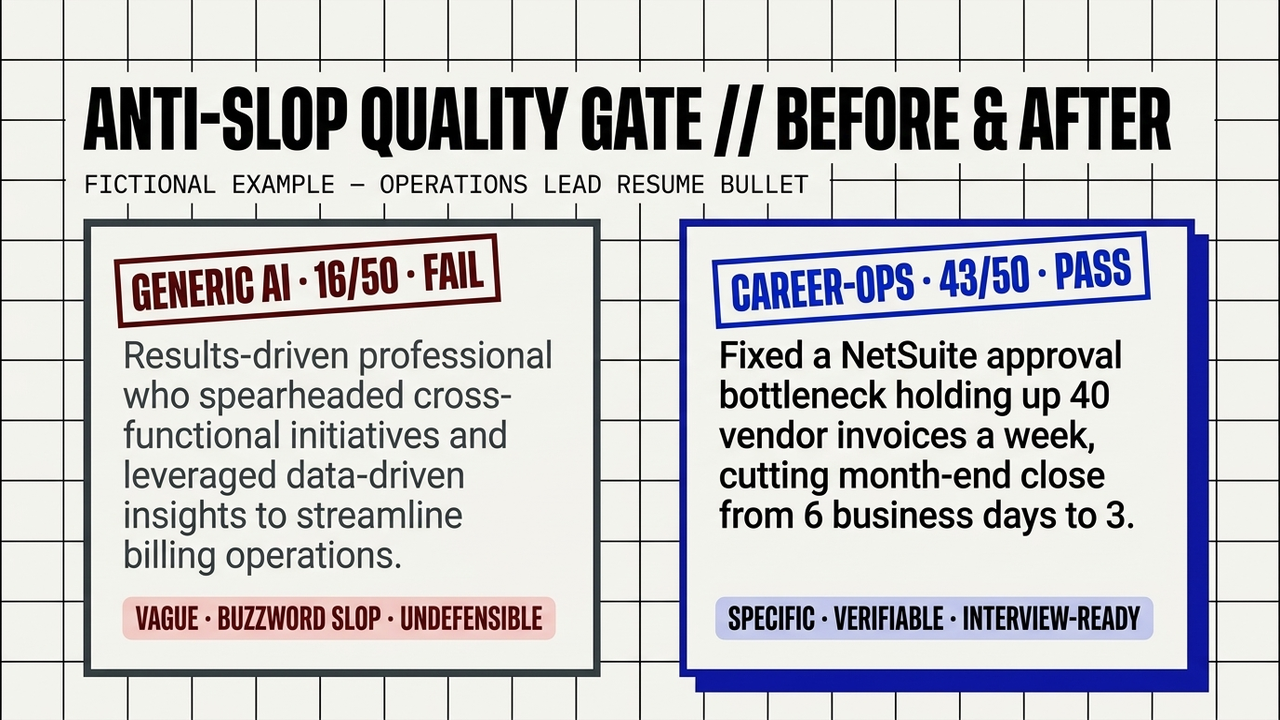 ANTI-SLOP QUALITY GATE // BEFORE & AFTER
FICTIONAL EXAMPLE – OPERATIONS LEAD RESUME BULLET
GENERIC AI · 16/50 · FAIL
Results-driven professional
who spearheaded cross-
functional initiatives and
leveraged data-driven
insights to streamline
billing operations.
VAGUE · BUZZWORD SLOP · UNDEFENSIBLE
CAREER-OPS · 43/50 · PASS
Fixed a NetSuite approval
bottleneck holding up 40
vendor invoices a week,
cutting month-end close
from 6 business days to 3.
SPECIFIC · VERIFIABLE · INTERVIEW-READY